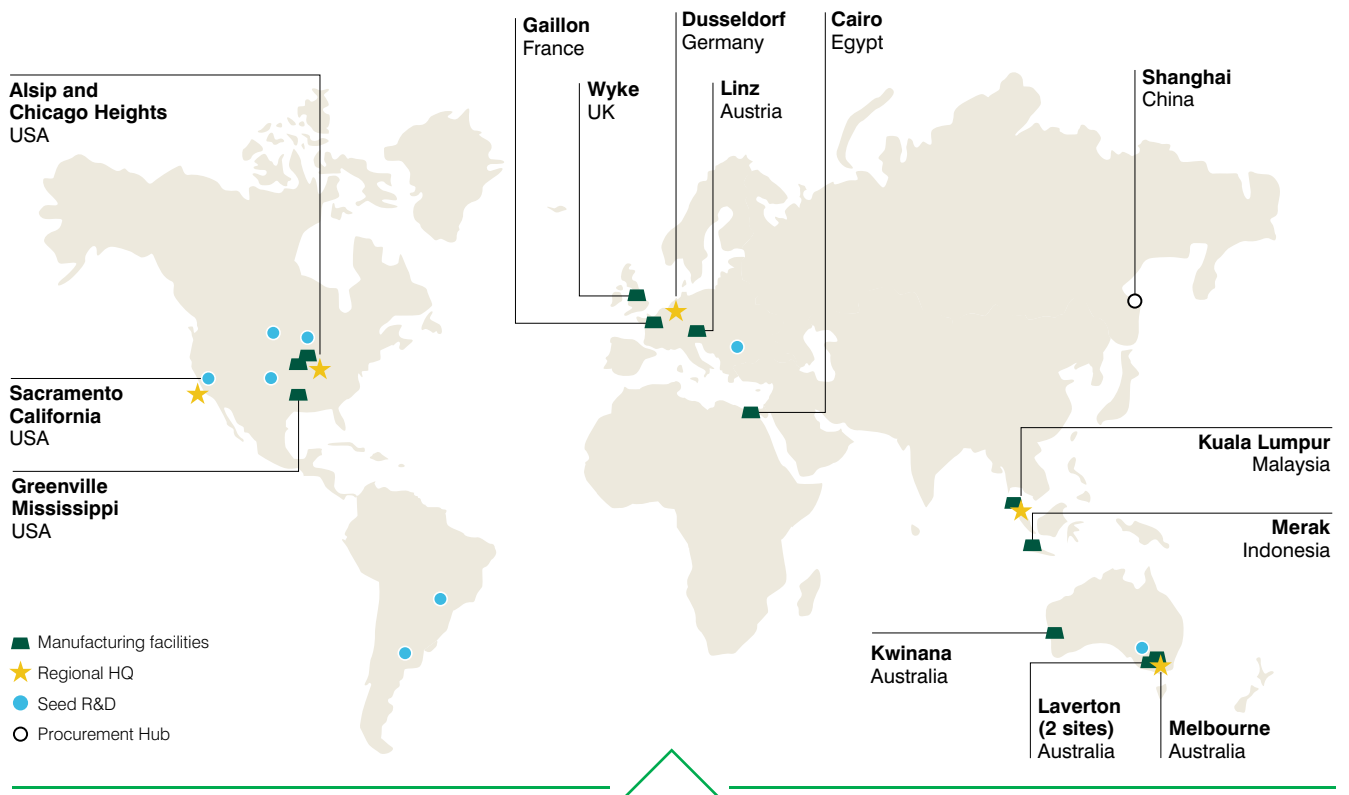 Gaillon
France
Dusseldorf
Germany
Cairo
Egypt
Alsip and
Chicago Heights
USA
Wyke
UK
Linz
Austria
Shanghai
China
Sacramento
California
USA
Greenville
Mississippi
USA
Kuala Lumpur
Malaysia
Merak
Indonesia
Kwinana
Australia
Laverton
(2 sites)
Australia
Melbourne
Australia
Manufacturing facilities
Regional HQ
Seed R&D
Procurement Hub